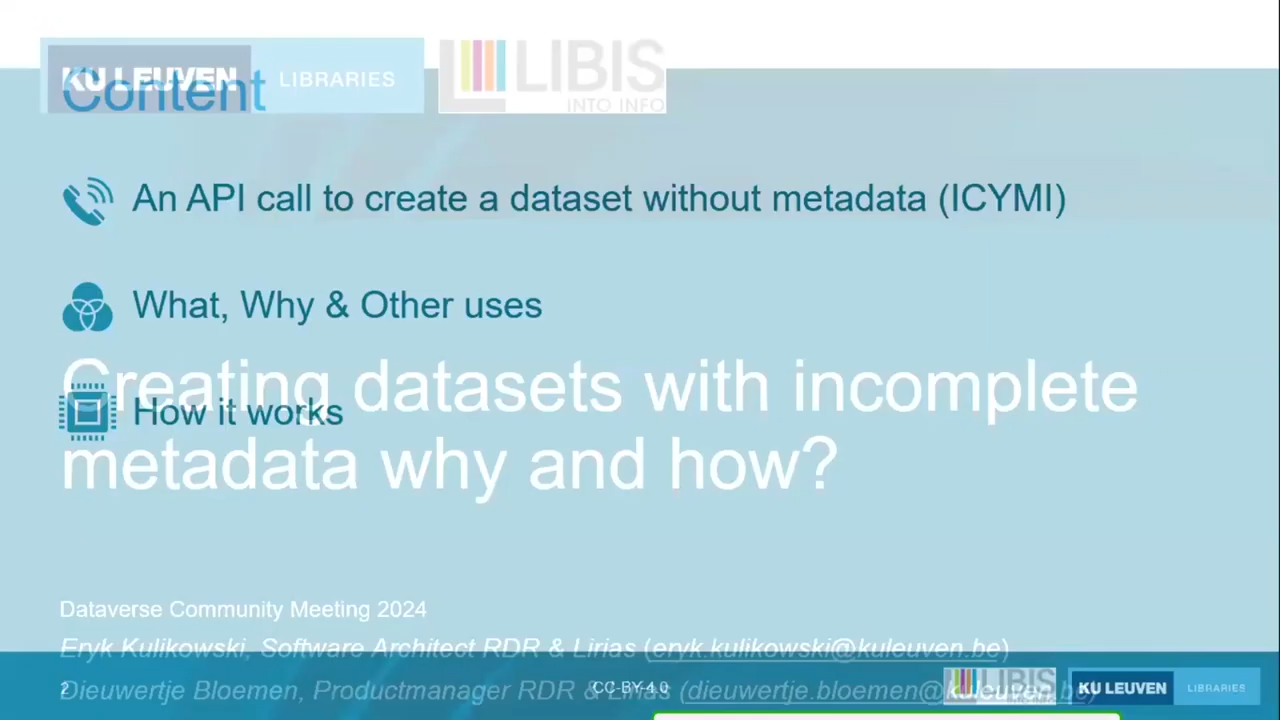 KU LEUVEN LIBRARIES
LIBIS
INTO INFO
Content
An API call to create a dataset without metadata (ICYMI)
What, Why & Other uses
Creating datasets with incomplete
How it works
metadata why and how?
Dataverse Community Meeting 2024
Eryk Kulikowski, Software Architect RDR & Lirias (eryk.kulikowski@kuleuven.be)
Dieuwertje Bloemen, Productmanager RDR & Lirias (dieuwertje.bloemen@kuleuven.be)
2
CC-BY-4.0
LIBIS
KU LEUVEN LIBRARIES